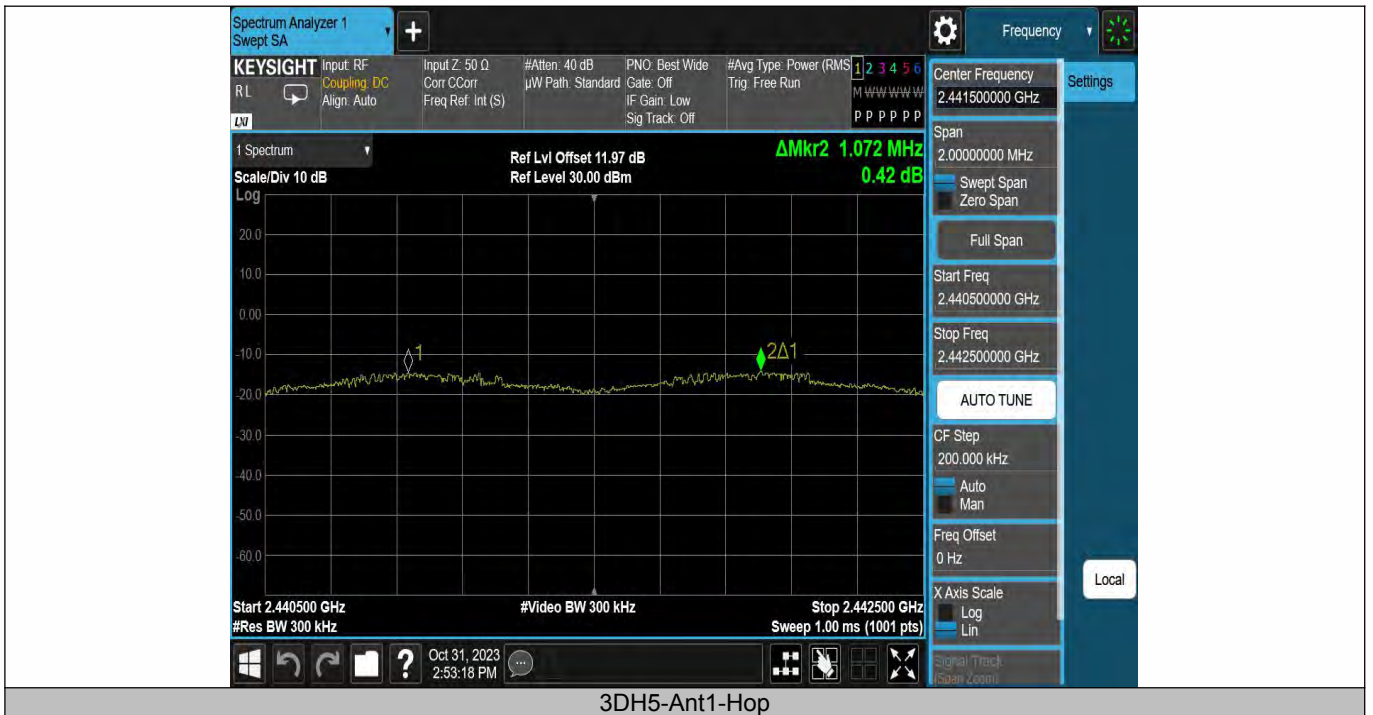 Spectrum Analyzer 1
Swept SA
+
Frequency
KEYSIGHT
RL
LXI
Input: RF
Coupling: DC
Align: Auto
Input Z: 50 Ω
Corr CCorr
Freq Ref: Int (S)
#Atten: 40 dB
µW Path: Standard
PNO: Best Wide
Gate: Off
IF Gain: Low
Sig Track: Off
#Avg Type: Power (RMS
Trig: Free Run
1 2 3 4 5 6
M W W W W W
P P P P P P
1 Spectrum
Scale/Div 10 dB
Ref Lvl Offset 11.97 dB
Ref Level 30.00 dBm
ΔMkr2 1.072 MHz
0.42 dB
Log
20.0
10.0
0.00
-10.0
-20.0
-30.0
-40.0
-50.0
-60.0
1
2Δ1
Start 2.440500 GHz
#Res BW 300 kHz
#Video BW 300 kHz
Stop 2.442500 GHz
Sweep 1.00 ms (1001 pts)
Center Frequency
2.441500000 GHz
Settings
Span
2.00000000 MHz
Swept Span
Zero Span
Full Span
Start Freq
2.440500000 GHz
Stop Freq
2.442500000 GHz
AUTO TUNE
CF Step
200.000 kHz
Auto
Man
Freq Offset
0 Hz
X Axis Scale
Log
Lin
Signal Track
(Span Zoom)
Local
?
Oct 31, 2023
2:53:18 PM
3DH5-Ant1-Hop